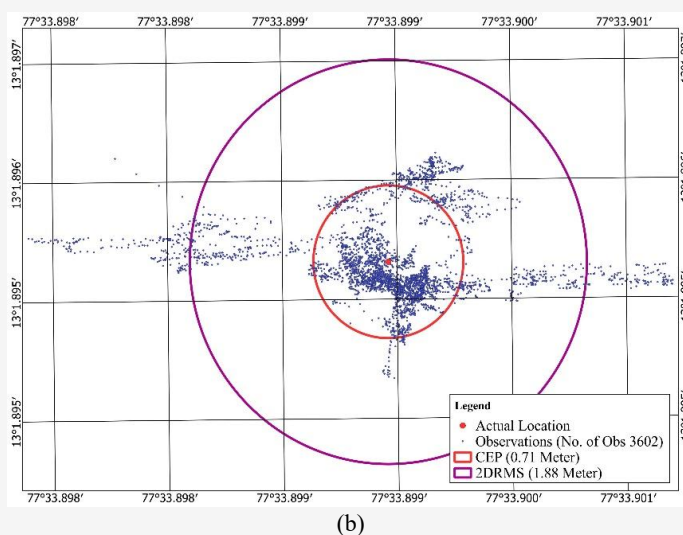 77°33.898′ 77°33.898′ 77°33.899′ 77°33.899′ 77°33.900′ 77°33.901′
13°1.897′
13°1.896′
13°1.895′
13°1.895′
Legend
Actual Location
Observations (No. of Obs 3602)
CEP (0.71 Meter)
2DRMS (1.88 Meter)
77°33.898′ 77°33.898′ 77°33.899′ 77°33.899′ 77°33.900′ 77°33.901′
(b)